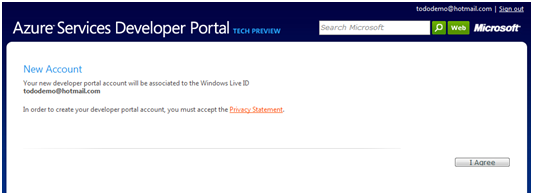 tododemo@hotmail.com | Sign out
Azure™ Services Developer Portal TECH PREVIEW
Search Microsoft Web Microsoft®
New Account
Your new developer portal account will be associated to the Windows Live ID
tododemo@hotmail.com
In order to create your developer portal account, you must accept the Privacy Statement.
I Agree